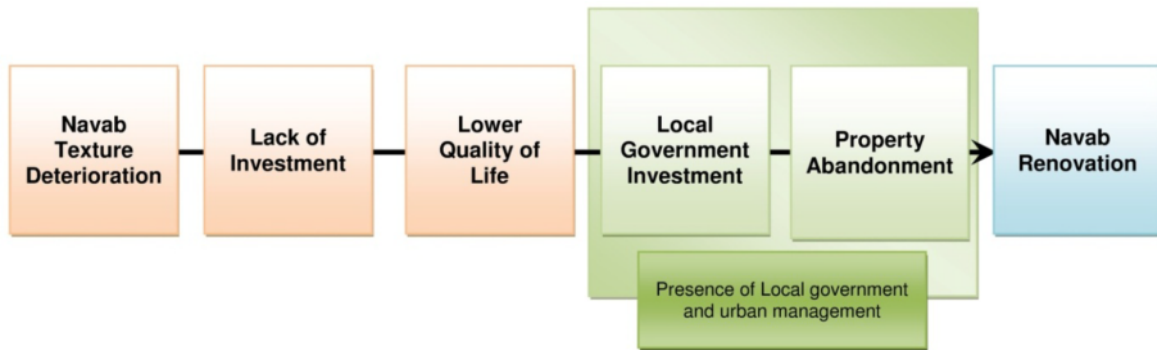 Navab
Texture
Deterioration
Lack of
Investment
Lower
Quality of
Life
Local
Government
Investment
Property
Abandonment
Navab
Renovation
Presence of Local government
and urban management